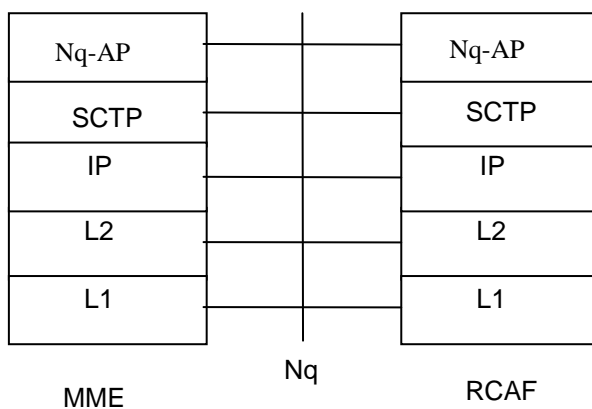 Nq-AP Nq-AP
SCTP SCTP
IP IP
L2 L2
L1 L1
Nq
MME RCAF